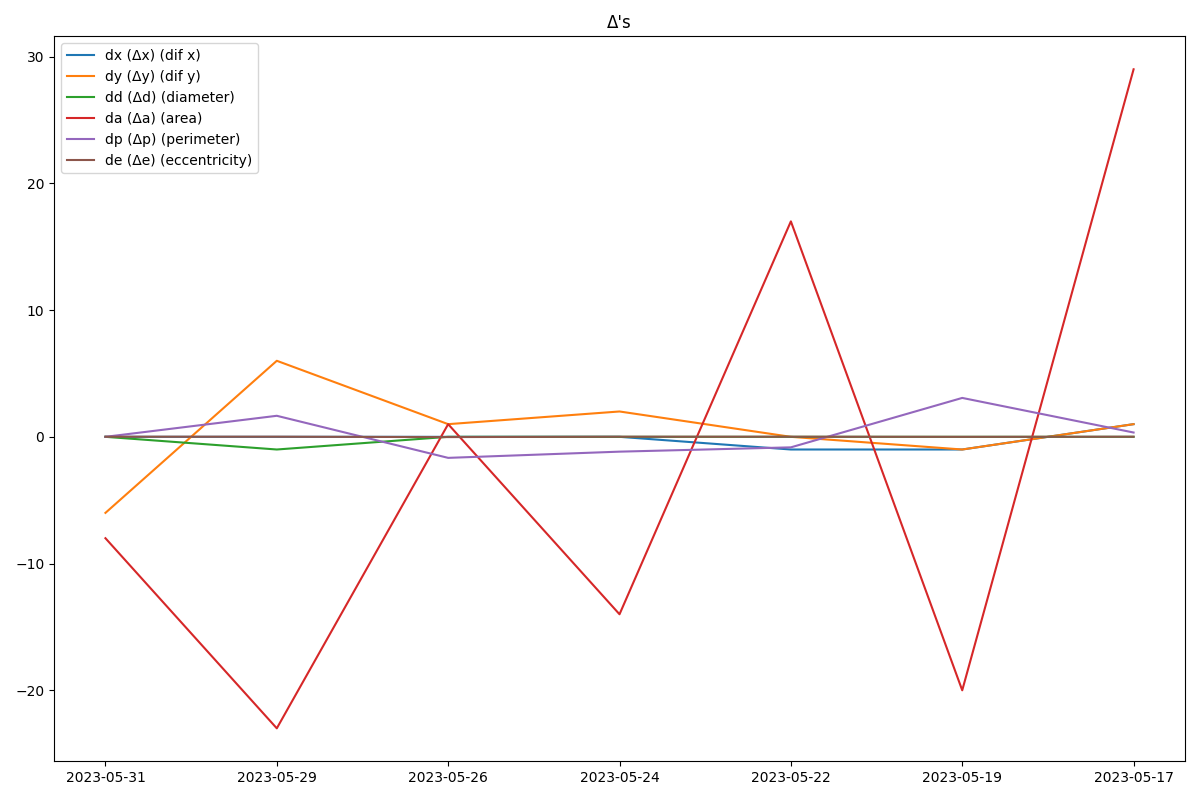 Δ's
dx (Δx) (dif x)
dy (Δy) (dif y)
dd (Δd) (diameter)
da (Δa) (area)
dp (Δp) (perimeter)
de (Δe) (eccentricity)
30
20
10
0
−10
−20
2023-05-31 2023-05-29 2023-05-26 2023-05-24 2023-05-22 2023-05-19 2023-05-17